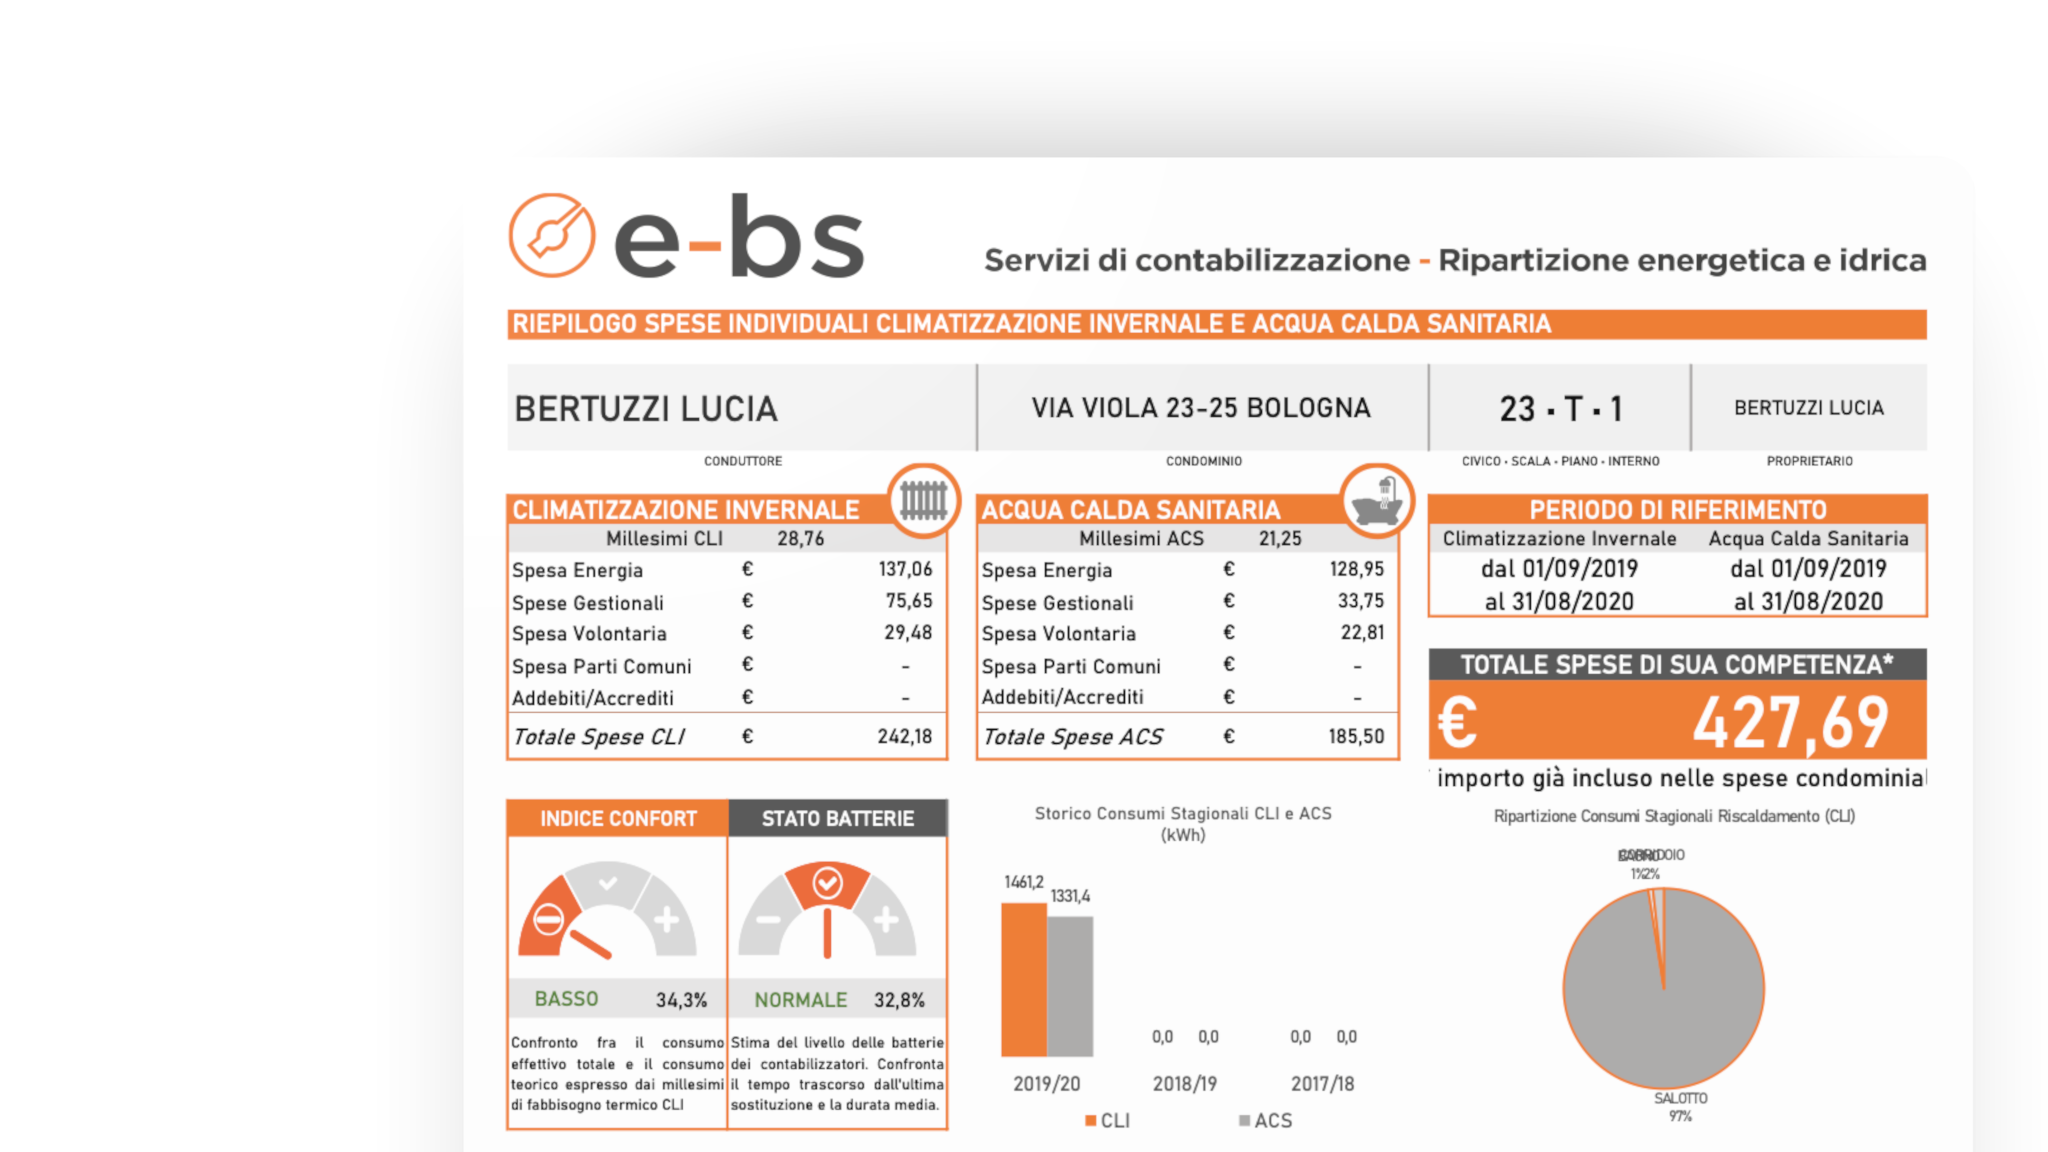 e-bs
Servizi di contabilizzazione - Ripartizione energetica e idrica
RIEPILOGO SPESE INDIVIDUALI CLIMATIZZAZIONE INVERNALE E ACQUA CALDA SANITARIA
BERTUZZI LUCIA
CONDUTTORE
VIA VIOLA 23-25 BOLOGNA
CONDOMINIO
23 · T · 1
CIVICO · SCALA · PIANO · INTERNO
BERTUZZI LUCIA
PROPRIETARIO
CLIMATIZZAZIONE INVERNALE
Millesimi CLI 28,76
Spesa Energia € 137,06
Spese Gestionali € 75,65
Spesa Volontaria € 29,48
Spesa Parti Comuni € -
Addebiti/Accrediti € -
Totale Spese CLI € 242,18
ACQUA CALDA SANITARIA
Millesimi ACS 21,25
Spesa Energia € 128,95
Spese Gestionali € 33,75
Spesa Volontaria € 22,81
Spesa Parti Comuni € -
Addebiti/Accrediti € -
Totale Spese ACS € 185,50
PERIODO DI RIFERIMENTO
Climatizzazione Invernale Acqua Calda Sanitaria
dal 01/09/2019 dal 01/09/2019
al 31/08/2020 al 31/08/2020
TOTALE SPESE DI SUA COMPETENZA*
€ 427,69
importo già incluso nelle spese condominial
INDICE CONFORT
BASSO 34,3%
Confronto fra il consumo
effettivo totale e il consumo
teorico espresso dai millesimi
di fabbisogno termico CLI
STATO BATTERIE
NORMALE 32,8%
Stima del livello delle batterie
dei contabilizzatori. Confronta
il tempo trascorso dall'ultima
sostituzione e la durata media.
Storico Consumi Stagionali CLI e ACS
(kWh)
1461,2
1331,4
0,0 0,0 0,0 0,0
2019/20 2018/19 2017/18
CLI ACS
Ripartizione Consumi Stagionali Riscaldamento (CLI)
CORRIDOIO
1% 2%
SALOTTO
97%